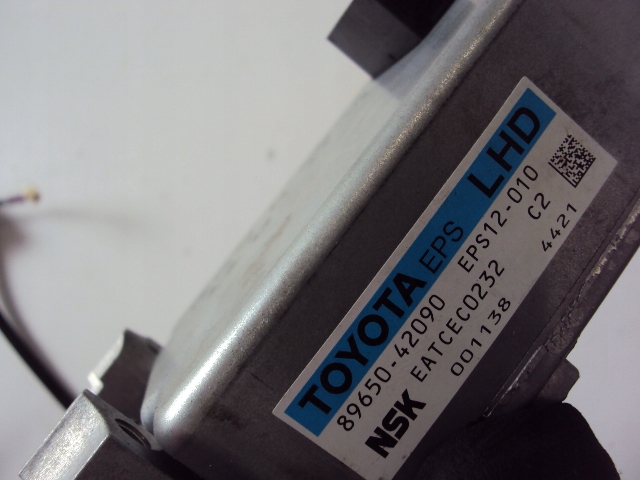 TOYOTA EPS LHD
89650-42090 EPS12-010
NSK EATCEC0232 C2
001138 4421